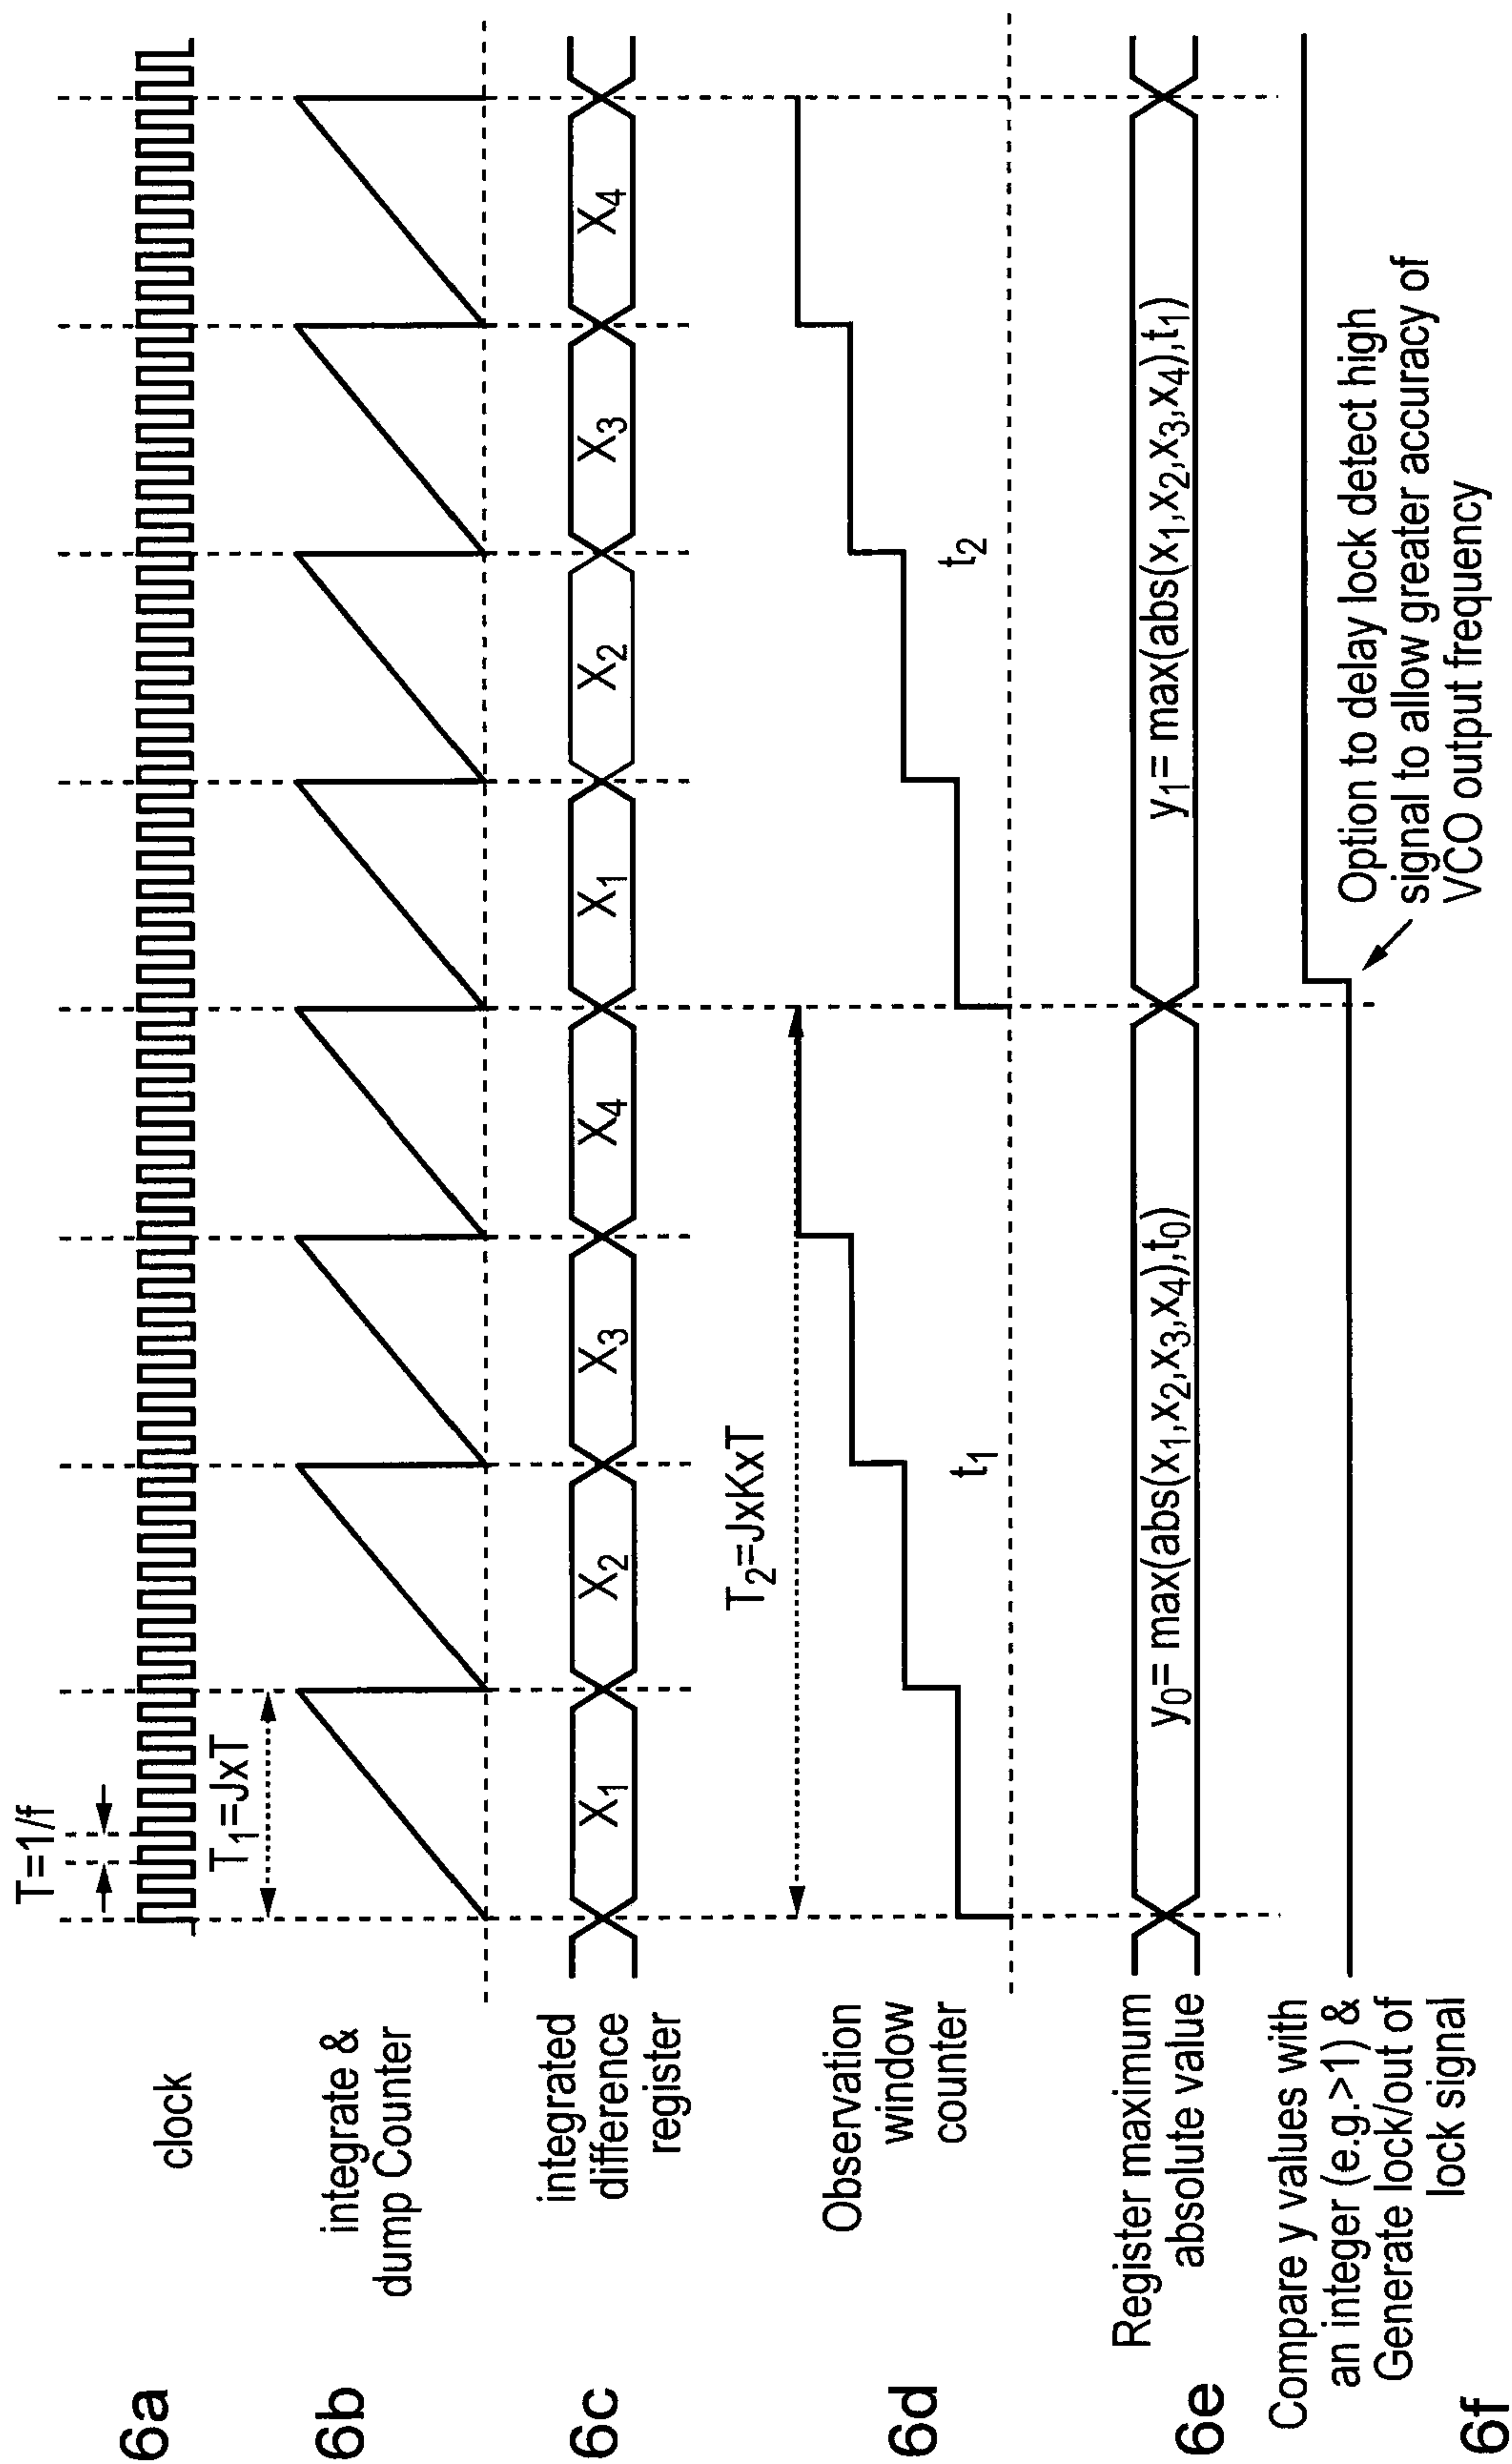 6a
clock
T=1/f
6b
integrate &
dump Counter
T1=JxT
6c
integrated
difference
register
X1
X2
X3
X4
X1
X2
X3
X4
6d
Observation
window
counter
T2=JxKxT
t1
t2
6e
Register maximum
absolute value
y0= max(abs(x1,x2,x3,x4),t0)
y1= max(abs(x1,x2,x3,x4),t1)
6f
Compare y values with
an integer (e.g.>1) &
Generate lock/out of
lock signal
Option to delay lock detect high
signal to allow greater accuracy of
VCO output frequency